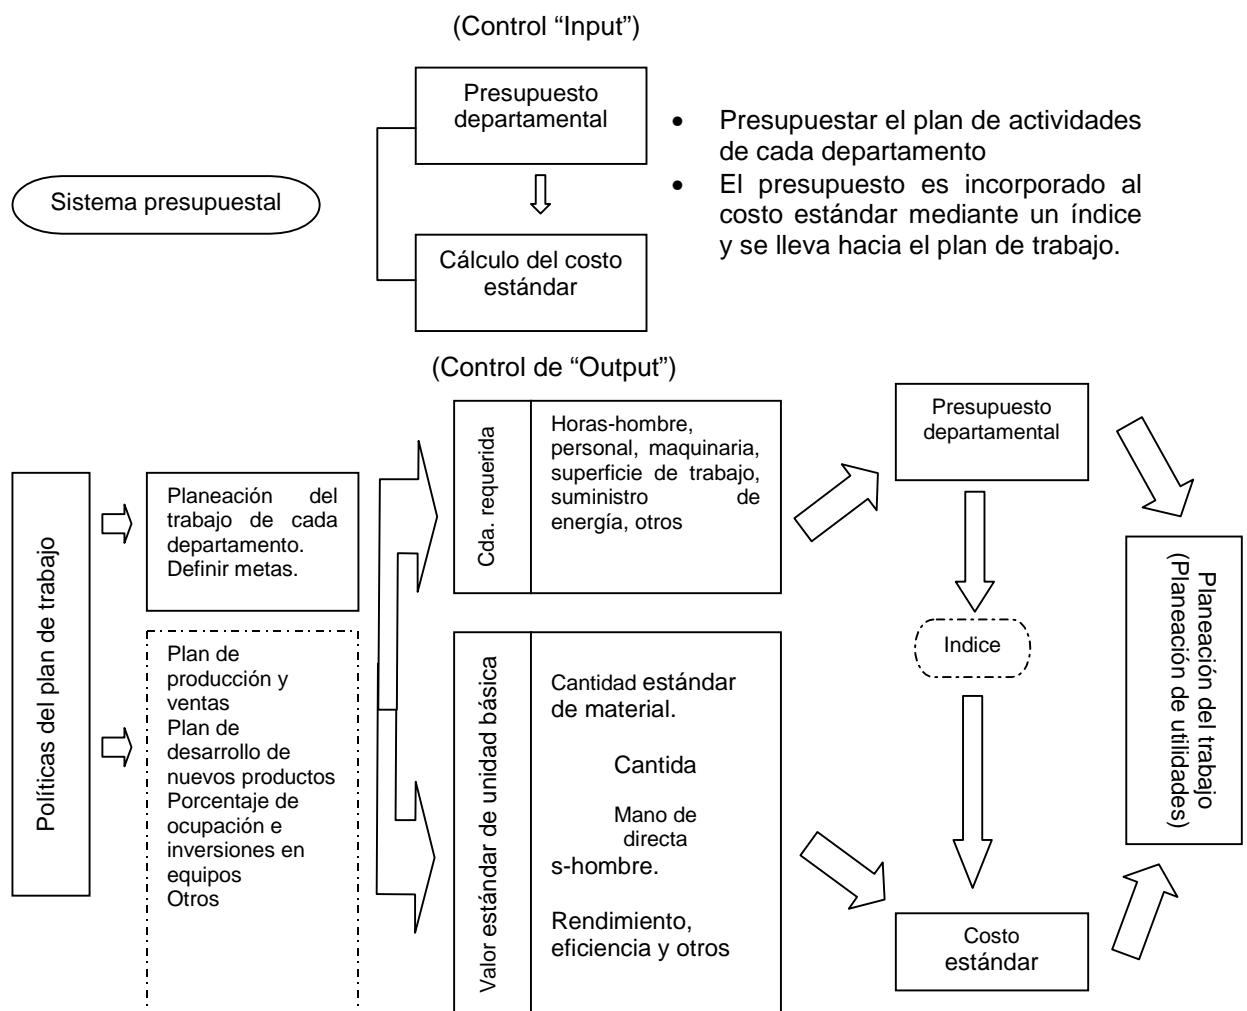 (Control “Input”)
Presupuesto
departamental
• Presupuestar el plan de actividades
de cada departamento
• El presupuesto es incorporado al
costo estándar mediante un índice
y se lleva hacia el plan de trabajo.
Sistema presupuestal
Cálculo del costo
estándar
(Control de “Output”)
Políticas del plan de trabajo
Planeación del
trabajo de cada
departamento.
Definir metas.
Plan de
producción y
ventas
Plan de
desarrollo de
nuevos productos
Porcentaje de
ocupación e
inversiones en
equipos
Otros
Cda. requerida
Horas-hombre,
personal, maquinaria,
superficie de trabajo,
suministro de
energía, otros
Valor estándar de unidad básica
Cantidad estándar
de material.
Cantida
Mano de
directa
s-hombre.
Rendimiento,
eficiencia y otros
Presupuesto
departamental
Indice
Costo
estándar
Planeación del trabajo
(Planeación de utilidades)